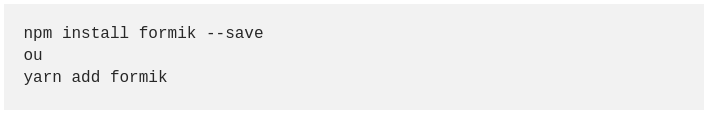 npm install formik --save
ou
yarn add formik